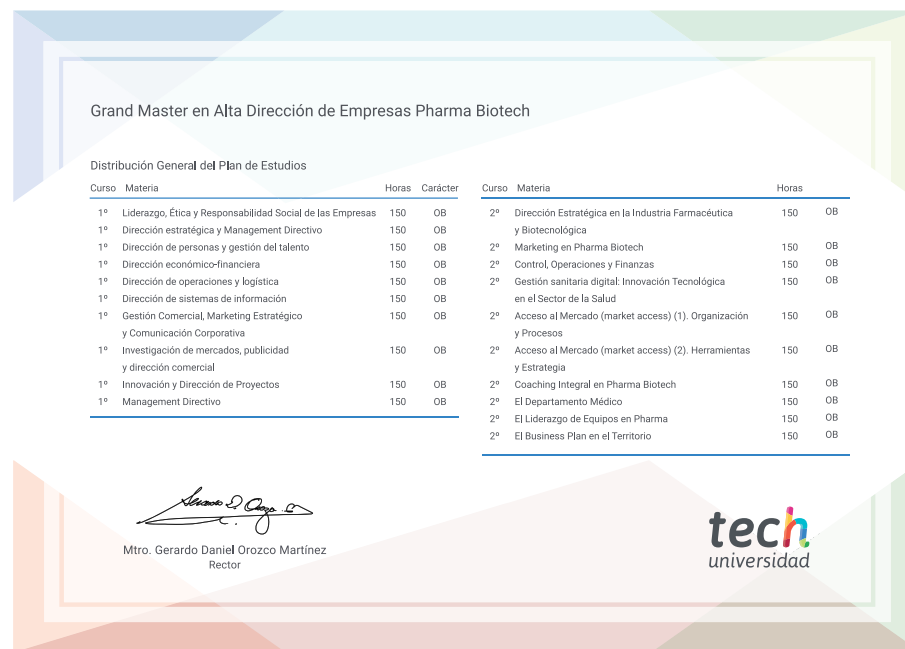 Grand Master en Alta Dirección de Empresas Pharma Biotech
Distribución General del Plan de Estudios
Curso Materia Horas Carácter
1º Liderazgo, Ética y Responsabilidad Social de las Empresas 150 OB
1º Dirección estratégica y Management Directivo 150 OB
1º Dirección de personas y gestión del talento 150 OB
1º Dirección económico-financiera 150 OB
1º Dirección de operaciones y logística 150 OB
1º Dirección de sistemas de información 150 OB
1º Gestión Comercial, Marketing Estratégico 150 OB
y Comunicación Corporativa
1º Investigación de mercados, publicidad 150 OB
y dirección comercial
1º Innovación y Dirección de Proyectos 150 OB
1º Management Directivo 150 OB
Curso Materia Horas
2º Dirección Estratégica en la Industria Farmacéutica 150 OB
y Biotecnológica
2º Marketing en Pharma Biotech 150 OB
2º Control, Operaciones y Finanzas 150 OB
2º Gestión sanitaria digital: Innovación Tecnológica 150 OB
en el Sector de la Salud
2º Acceso al Mercado (market access) (1). Organización 150 OB
y Procesos
2º Acceso al Mercado (market access) (2). Herramientas 150 OB
y Estrategia
2º Coaching Integral en Pharma Biotech 150 OB
2º El Departamento Médico 150 OB
2º El Liderazgo de Equipos en Pharma 150 OB
2º El Business Plan en el Territorio 150 OB
Mtro. Gerardo Daniel Orozco Martínez
Rector
tech
universidad